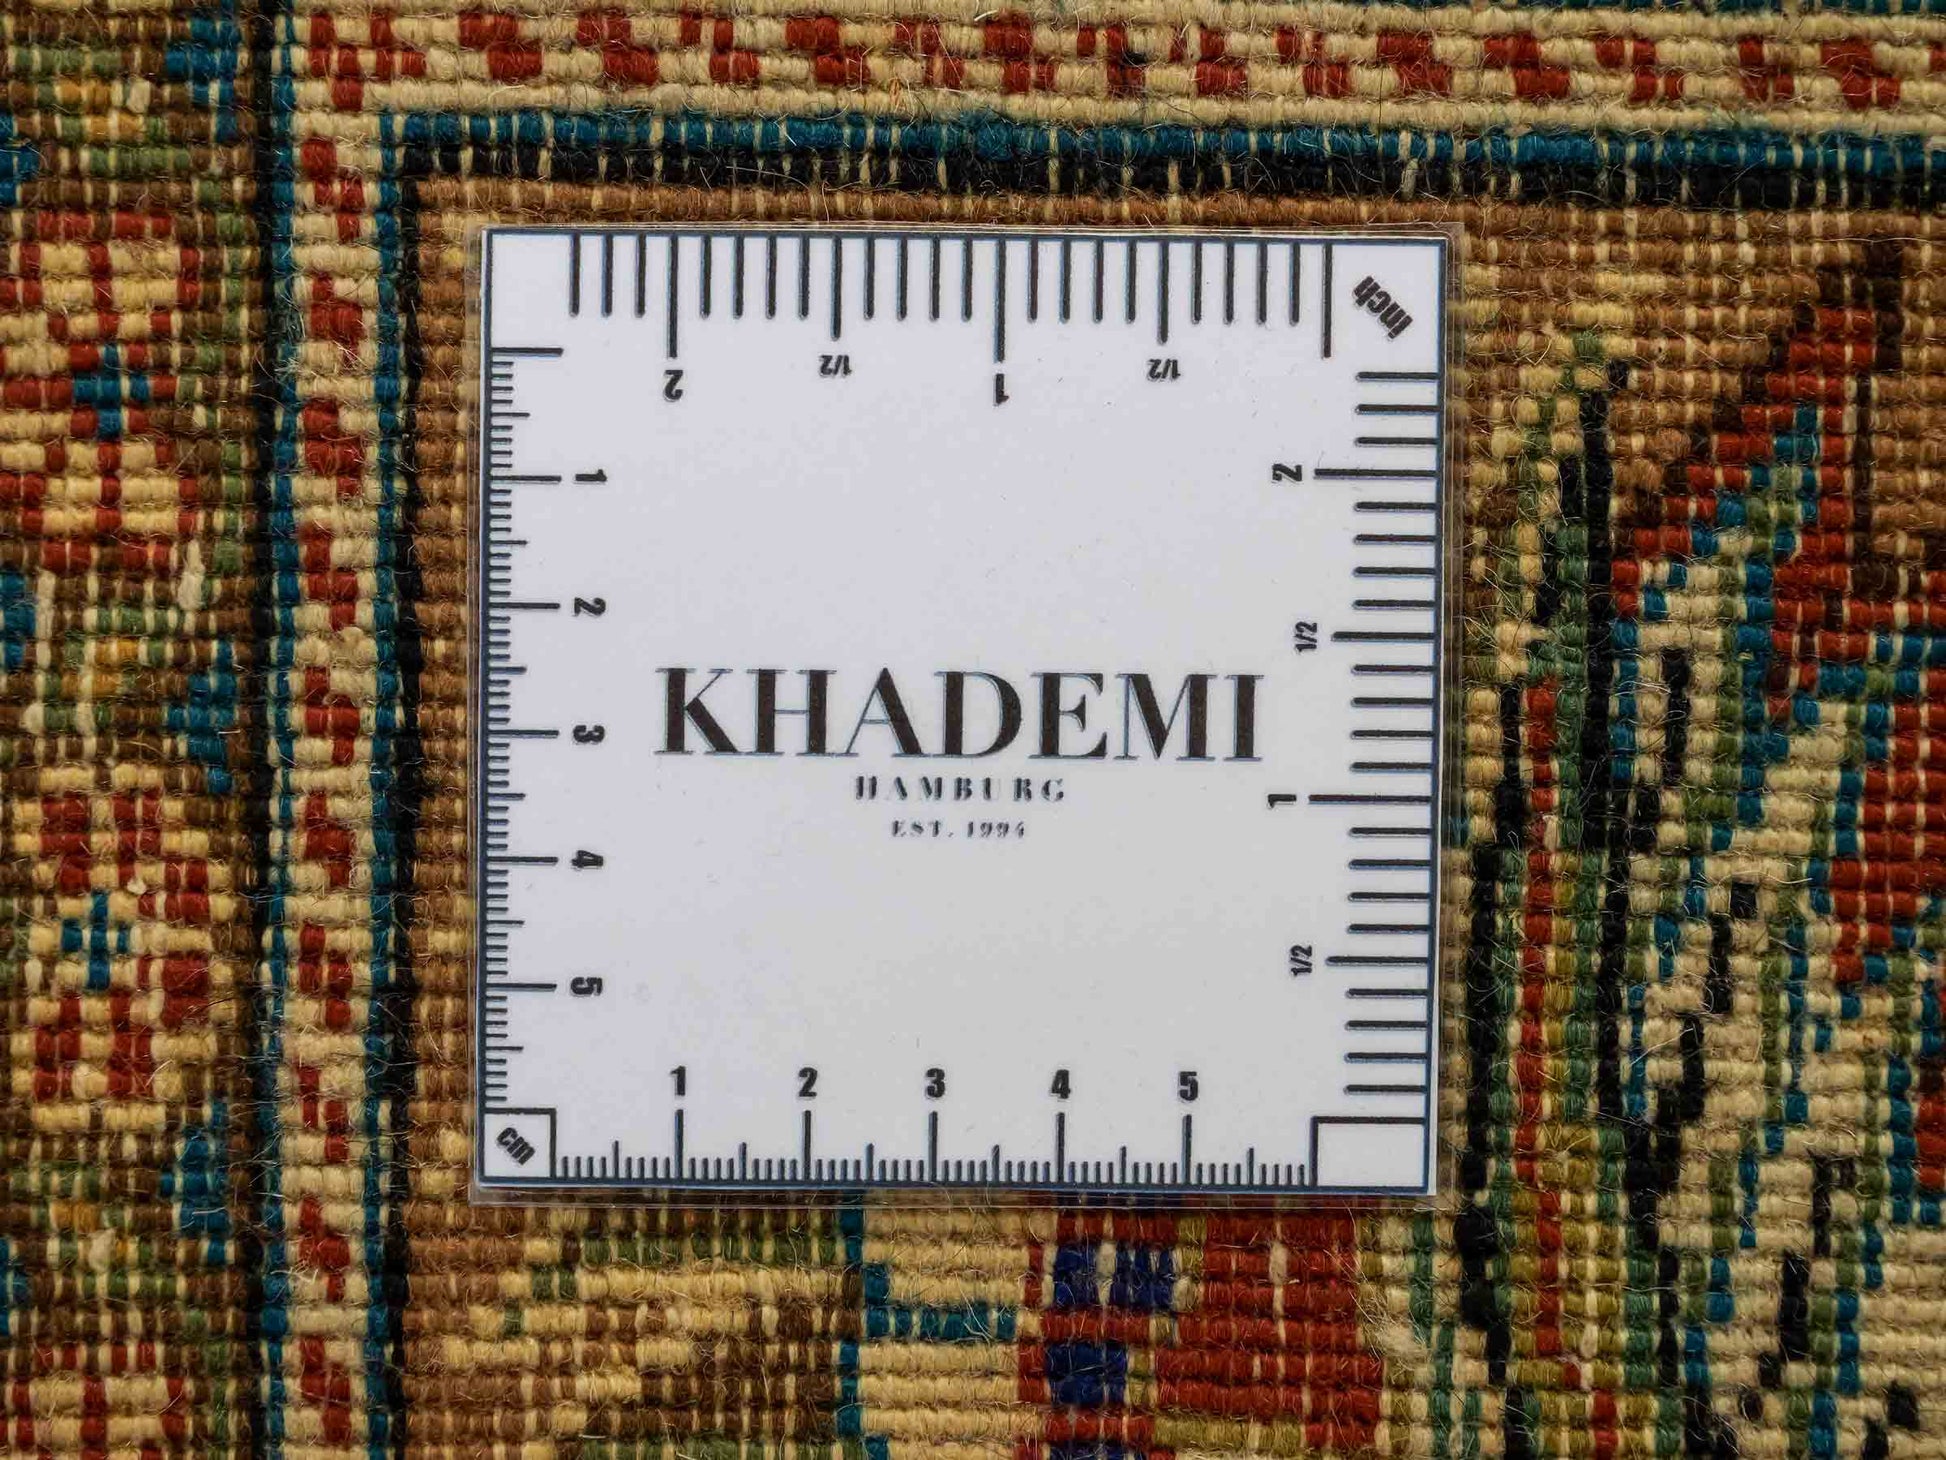 inch
2 1/2 1 1/2
1
2
3
4
5
2
1/2
1
1/2
KHADEMI
HAMBURG
EST. 1994
cm
1 2 3 4 5